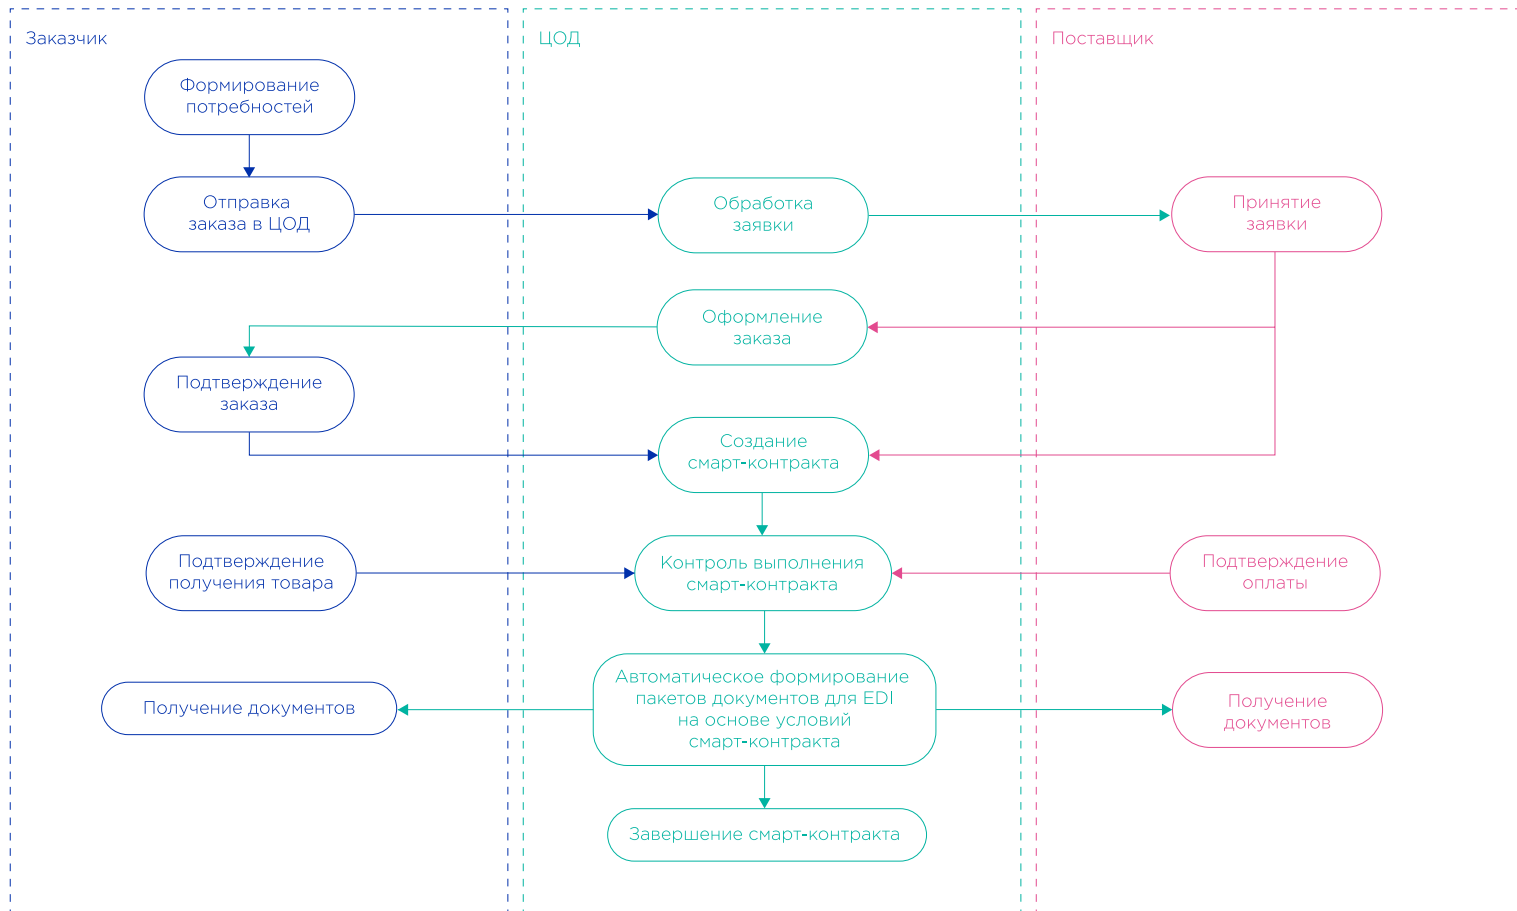 Заказчик
ЦОД
Поставщик
Формирование
потребностей
Отправка
заказа в ЦОД
Обработка
заявки
Принятие
заявки
Оформление
заказа
Подтверждение
заказа
Создание
смарт-контракта
Подтверждение
получения товара
Контроль выполнения
смарт-контракта
Подтверждение
оплаты
Получение документов
Автоматическое формирование
пакетов документов для EDI
на основе условий
смарт-контракта
Получение
документов
Завершение смарт-контракта